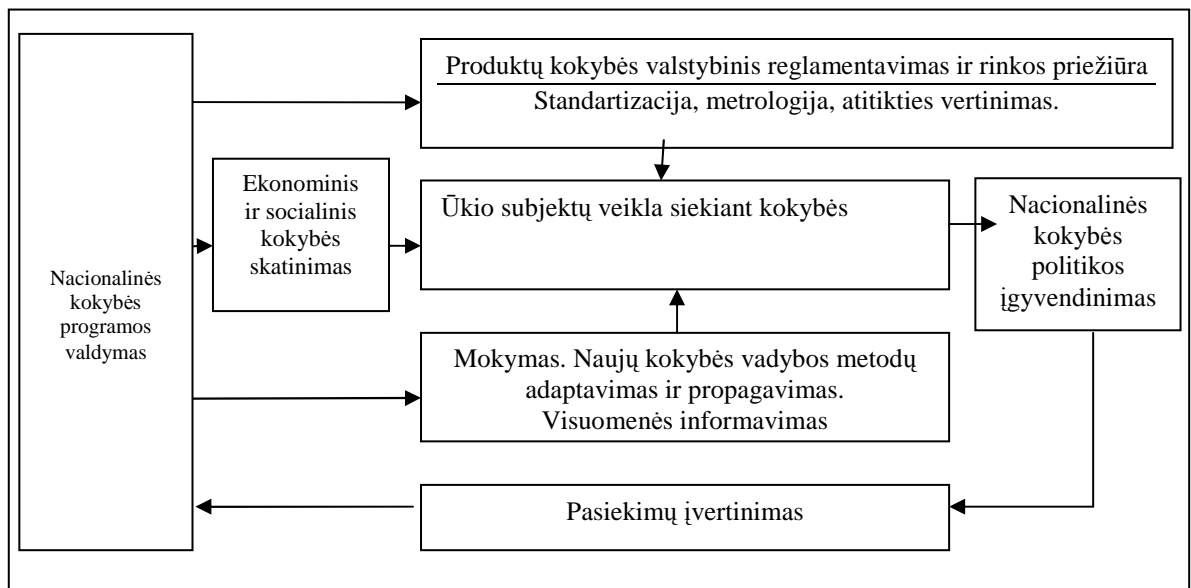 Produktų kokybės valstybinis reglamentavimas ir rinkos priežiūra
Standartizacija, metrologija, atitikties vertinimas.
Ekonominis
ir socialinis
kokybės
skatinimas
Ūkio subjektų veikla siekiant kokybės
Nacionalinės
kokybės
politikos
įgyvendinimas
Nacionalinės
kokybės
programos
valdymas
Mokymas. Naujų kokybės vadybos metodų
adaptavimas ir propagavimas.
Visuomenės informavimas
Pasiekimų įvertinimas